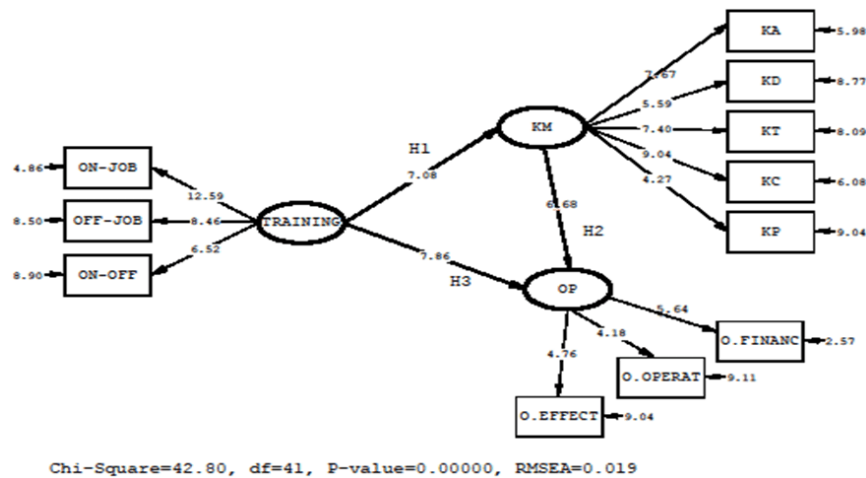 KA
5.98
7.67
KD
8.77
5.59
KM
KT
8.09
7.40
H1
7.08
9.04
KC
6.08
4.27
4.86
ON-JOB
12.59
6.68
KP
9.04
8.50
OFF-JOB
8.46
TRAINING
H2
6.52
7.86
8.90
ON-OFF
H3
OP
5.64
4.18
O.FINANC
2.57
4.76
O.OPERAT
9.11
O.EFFECT
9.04
Chi-Square=42.80, df=41, P-value=0.00000, RMSEA=0.019